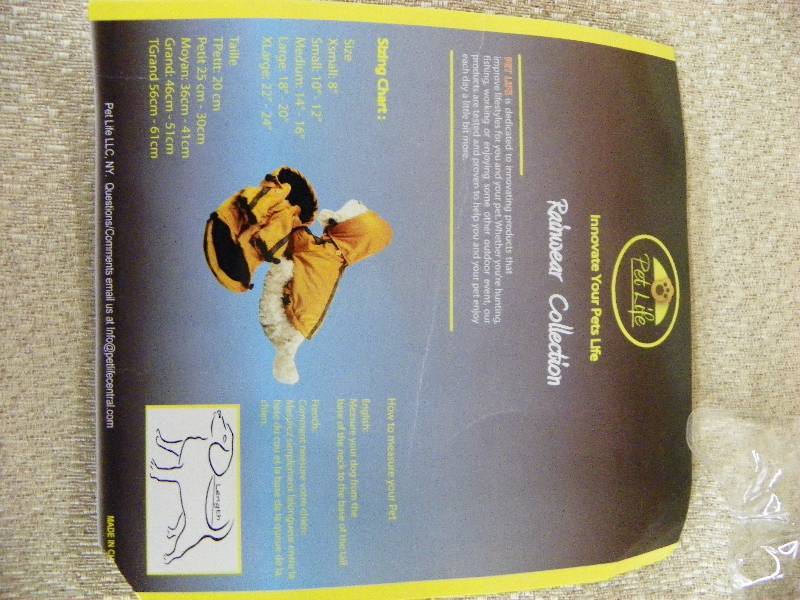 Pet Life
Innovate Your Pets Life
Rainwear Collection
PET LIFE is dedicated to innovating products that
improve lifestyles for you and your pet. Whether you're hunting,
fishing, working or enjoying some other outdoor event, our
products are tested and proven to help you and your pet enjoy
each day a little bit more.
Sizing Chart:
Size
Xsmall: 8"
Small: 10" - 12"
Medium: 14" - 16"
Large: 18" - 20"
XLarge: 22" - 24"
Taille
TPetit: 20 cm
Petit 25 cm - 30cm
Moyan: 36cm - 41cm
Grand: 46cm - 51cm
TGrand 56cm - 61cm
How to measure your Pet
English:
Measure your dog from the
base of the neck to the base of the tail
French:
Comment measure votre chien:
Mesurez simplement lalongueur entre la
base du cou et la base de la queue de la
chien.
Length
Pet Life LLC, NY. Questions/Comments email us at Info@petlifecentral.com
MADE IN